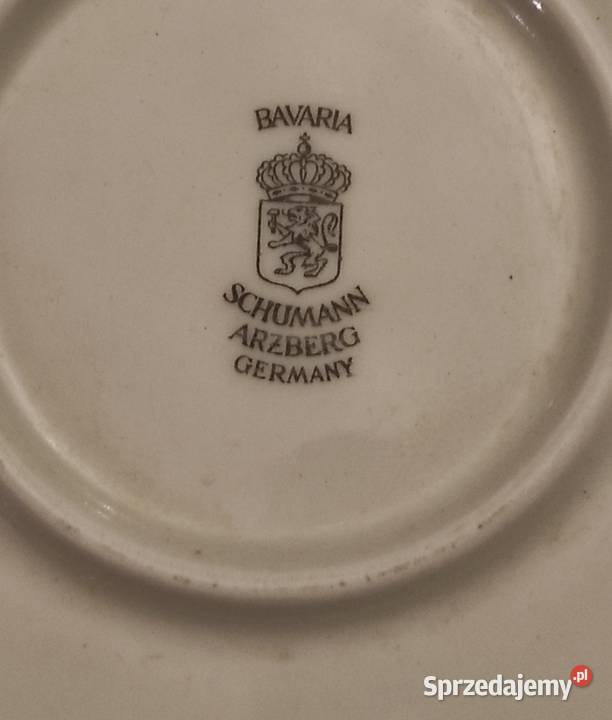 BAVARIA
SCHUMANN
ARZBERG
GERMANY
Sprzedajemy.pl